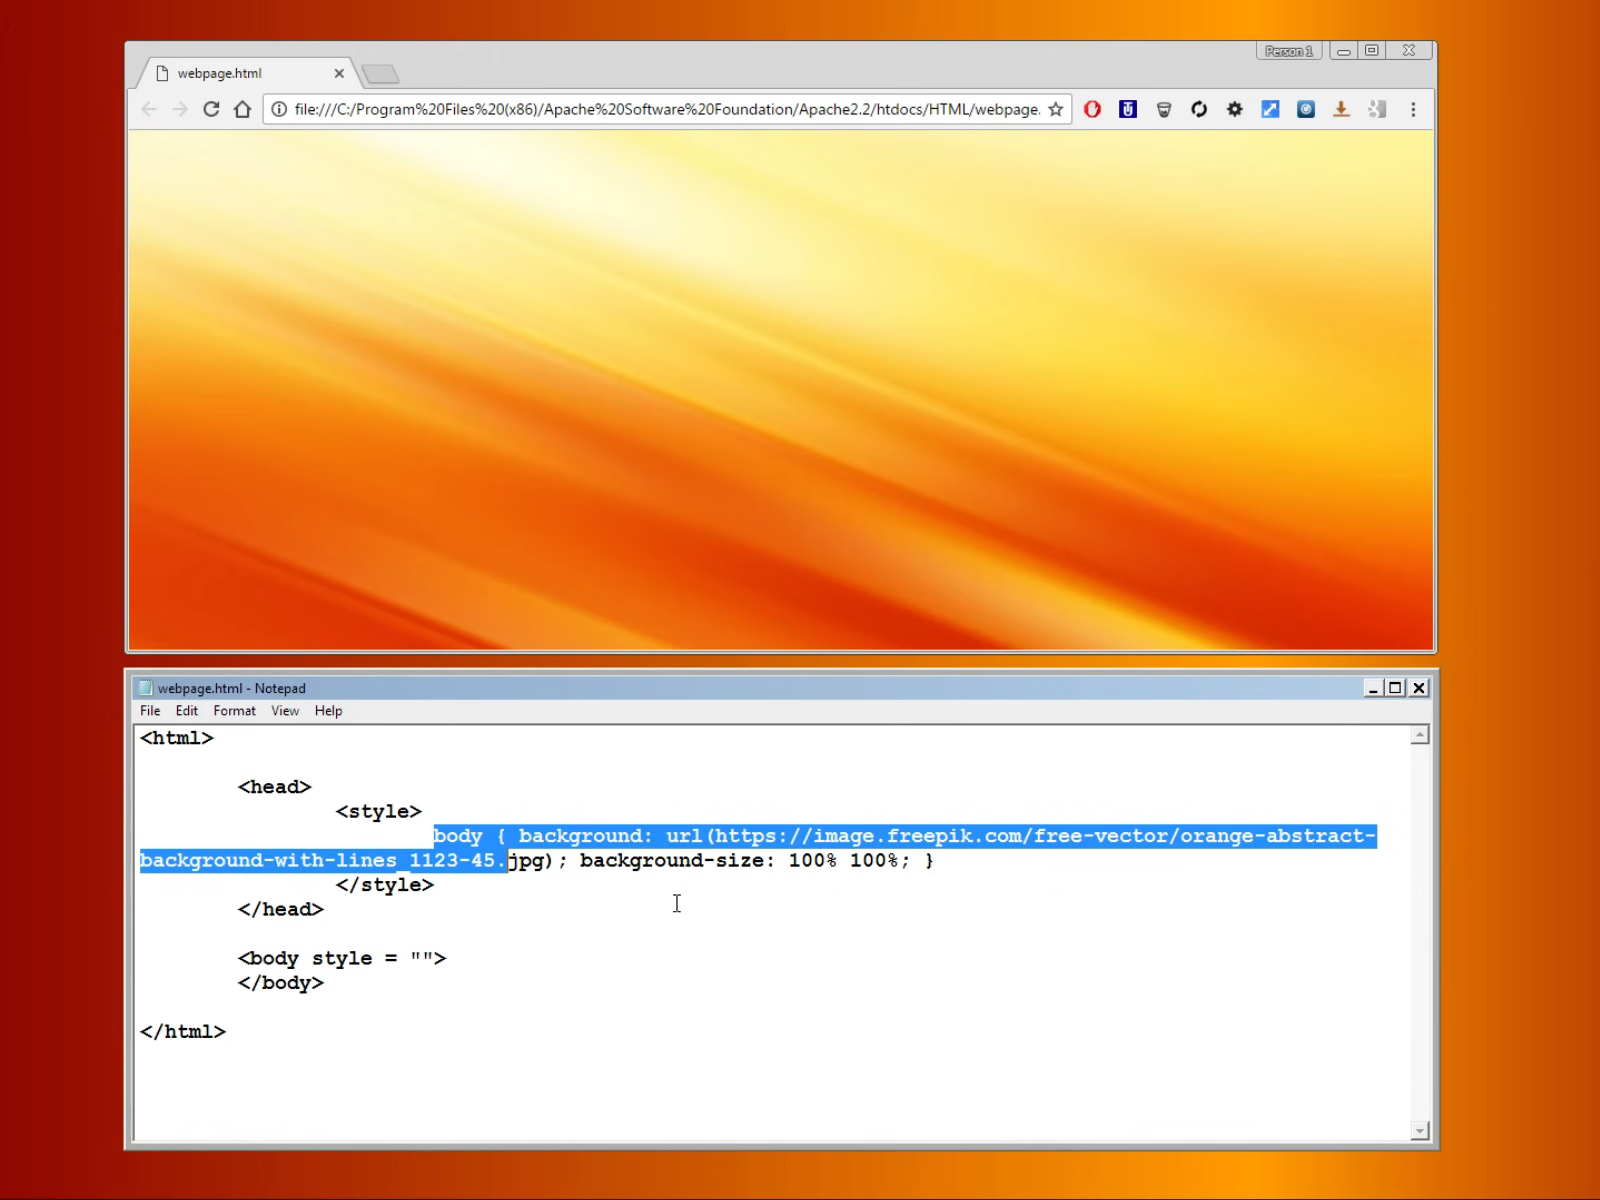 Person 1
webpage.html
file:///C:/Program%20Files%20(x86)/Apache%20Software%20Foundation/Apache2.2/htdocs/HTML/webpage.
webpage.html - Notepad
File Edit Format View Help
<html>
<head>
<style>
body { background: url(https://image.freepik.com/free-vector/orange-abstract-
background-with-lines_1123-45.jpg); background-size: 100% 100%; }
</style>
</head>
<body style = "">
</body>
</html>